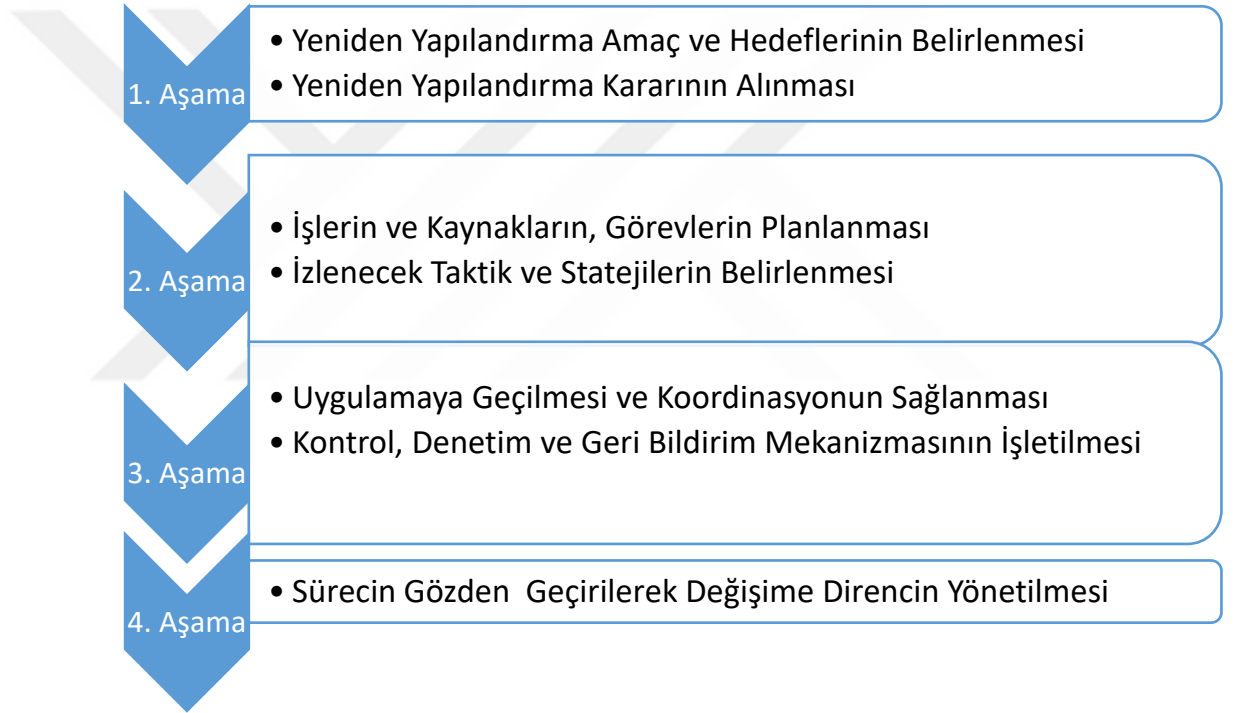 1. Aşama
• Yeniden Yapılandırma Amaç ve Hedeflerinin Belirlenmesi
• Yeniden Yapılandırma Kararının Alınması
2. Aşama
• İşlerin ve Kaynakların, Görevlerin Planlanması
• İzlenecek Taktik ve Statejilerin Belirlenmesi
3. Aşama
• Uygulamaya Geçilmesi ve Koordinasyonun Sağlanması
• Kontrol, Denetim ve Geri Bildirim Mekanizmasının İşletilmesi
4. Aşama
• Sürecin Gözden  Geçirilerek Değişime Direncin Yönetilmesi